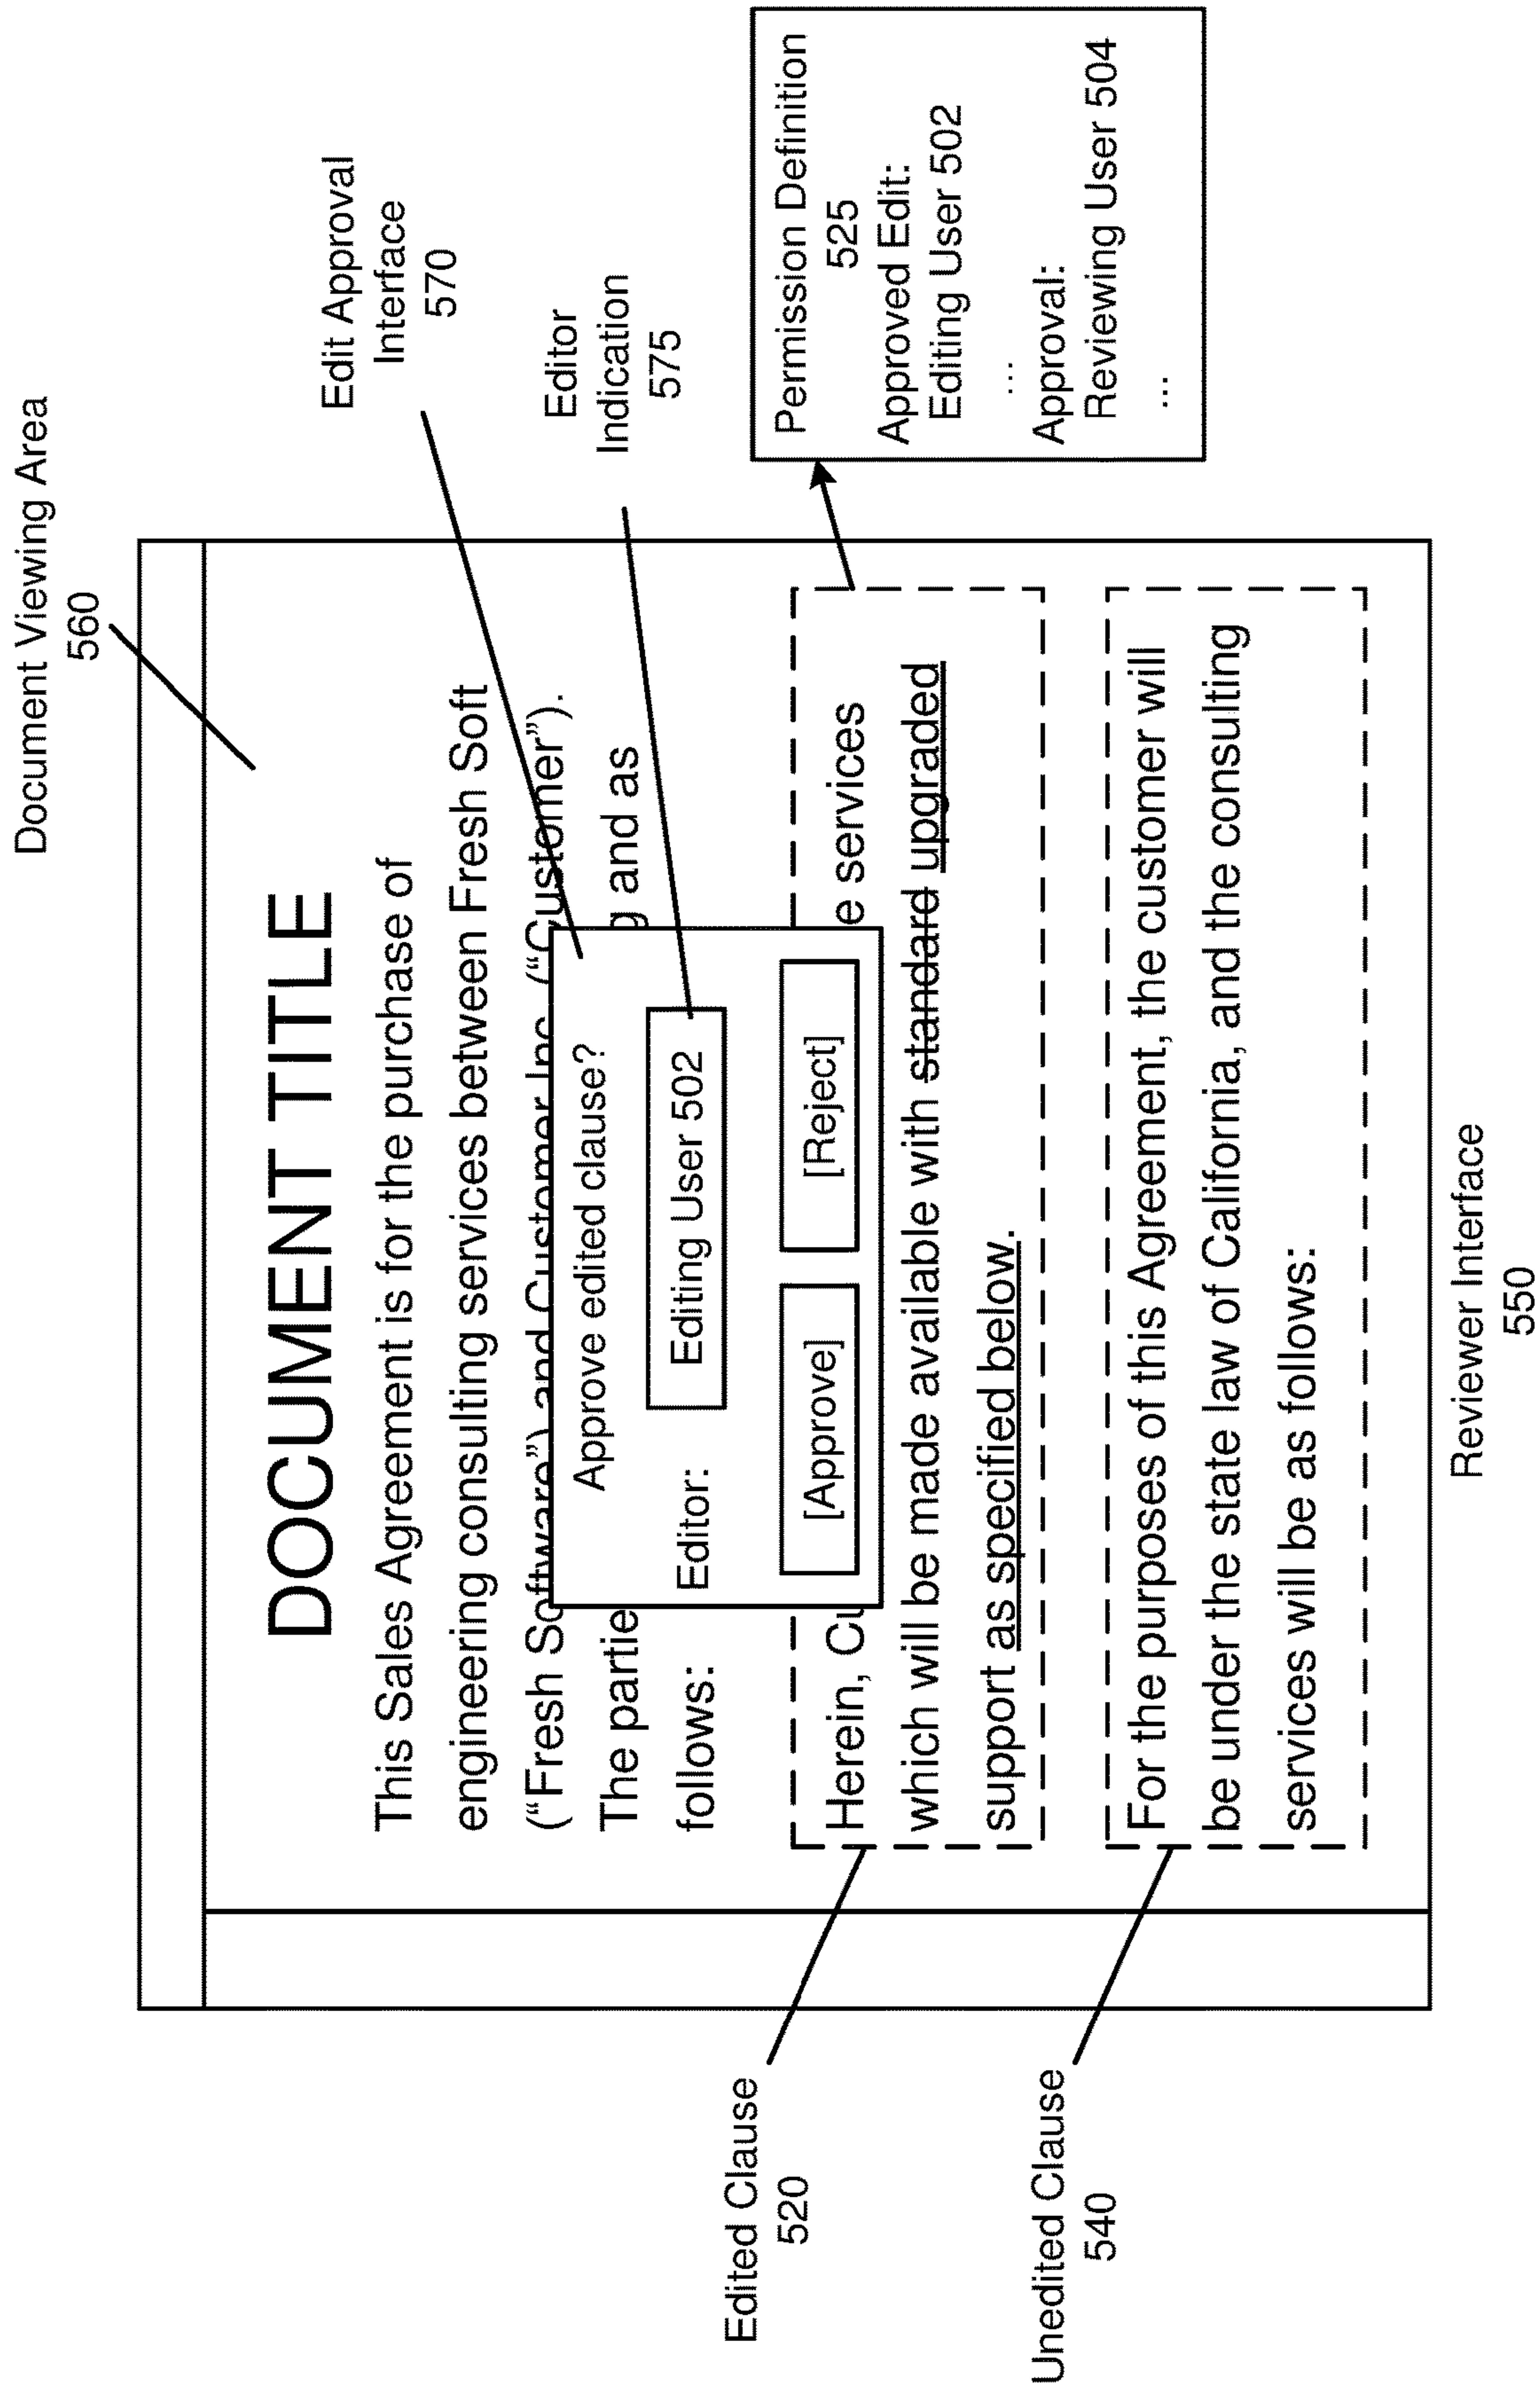 Document Viewing Area
560
Edit Approval
Interface
570
Editor
Indication
575
DOCUMENT TITLE
This Sales Agreement is for the purchase of
engineering consulting services between Fresh Soft
(“Fresh Software”) and Customer Inc. (“Customer”).
The partie g and as
follows:
Approve edited clause?
Editor: Editing User 502
[Approve] [Reject]
Herein, Cu e services
which will be made available with standard upgraded
support as specified below.
For the purposes of this Agreement, the customer will
be under the state law of California, and the consulting
services will be as follows:
Permission Definition
525
Approved Edit:
Editing User 502
...
Approval:
Reviewing User 504
...
Edited Clause
520
Unedited Clause
540
Reviewer Interface
550